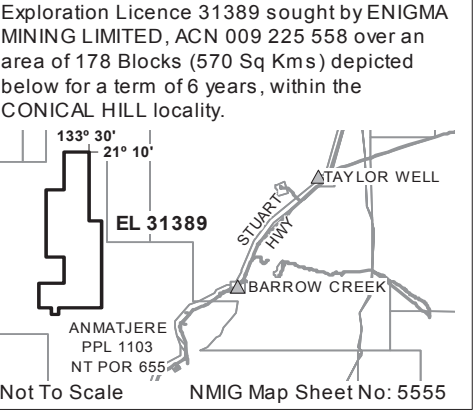 Exploration Licence 31389 sought by ENIGMA
MINING LIMITED, ACN 009 225 558 over an
area of 178 Blocks (570 Sq Kms) depicted
below for a term of 6 years, within the
CONICAL HILL locality.
133º 30'
21º 10'
TAYLOR WELL
EL 31389
STUART
HWY
BARROW CREEK
ANMATJERE
PPL 1103
NT POR 655
Not To Scale
NMIG Map Sheet No: 5555